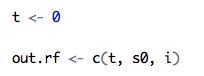 t <- 0
out.rf <- c(t, s0, i)